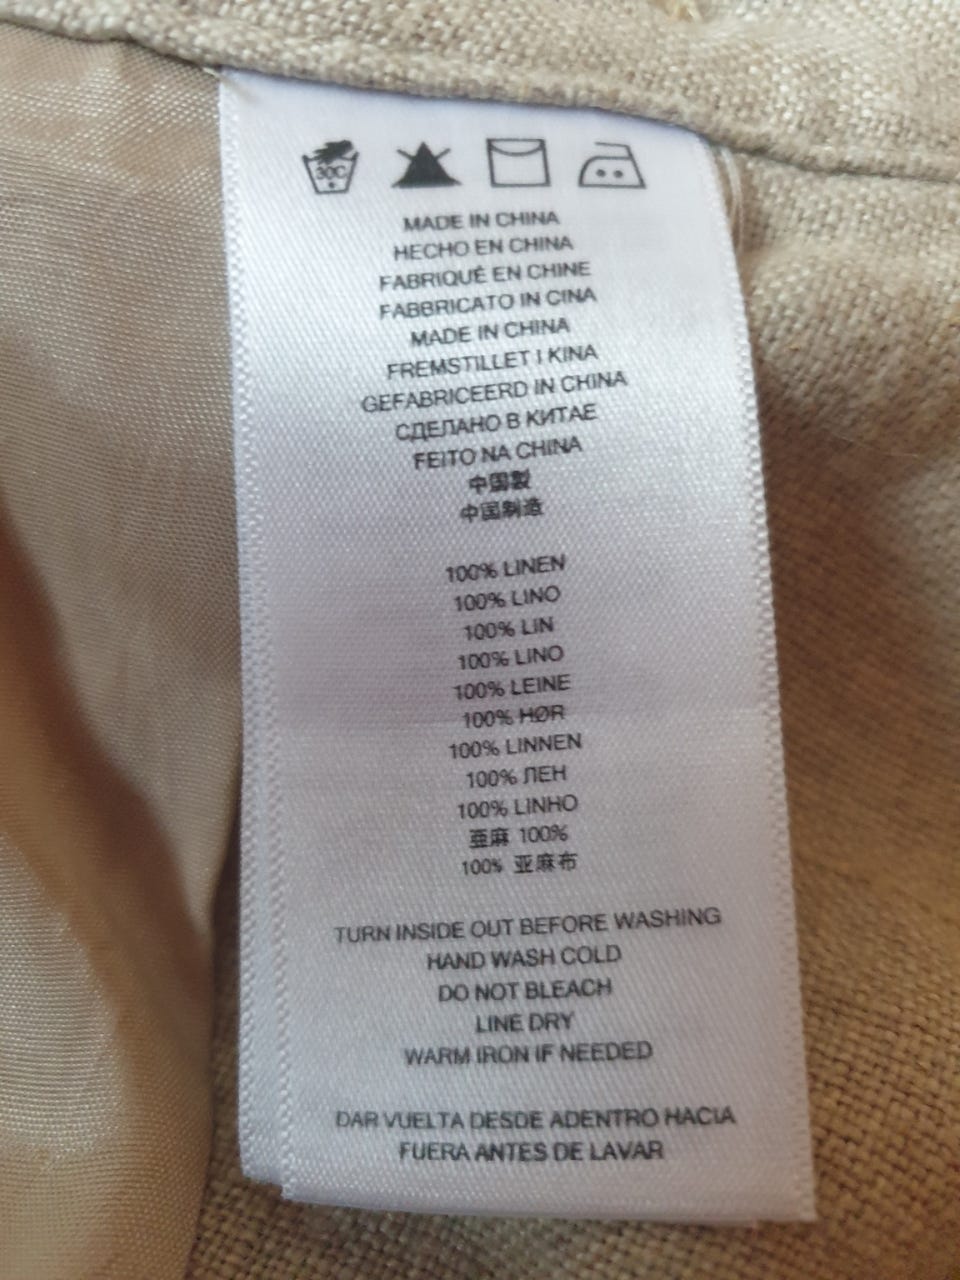 30C
MADE IN CHINA
HECHO EN CHINA
FABRIQUÉ EN CHINE
FABBRICATO IN CINA
MADE IN CHINA
FREMSTILLET I KINA
GEFABRICEERD IN CHINA
СДЕЛАНО В КИТАЕ
FEITO NA CHINA
中国製
中国制造
100% LINEN
100% LINO
100% LIN
100% LINO
100% LEINE
100% HØR
100% LINNEN
100% ЛЕН
100% LINHO
亜麻 100%
100% 亚麻布
TURN INSIDE OUT BEFORE WASHING
HAND WASH COLD
DO NOT BLEACH
LINE DRY
WARM IRON IF NEEDED
DAR VUELTA DESDE ADENTRO HACIA
FUERA ANTES DE LAVAR